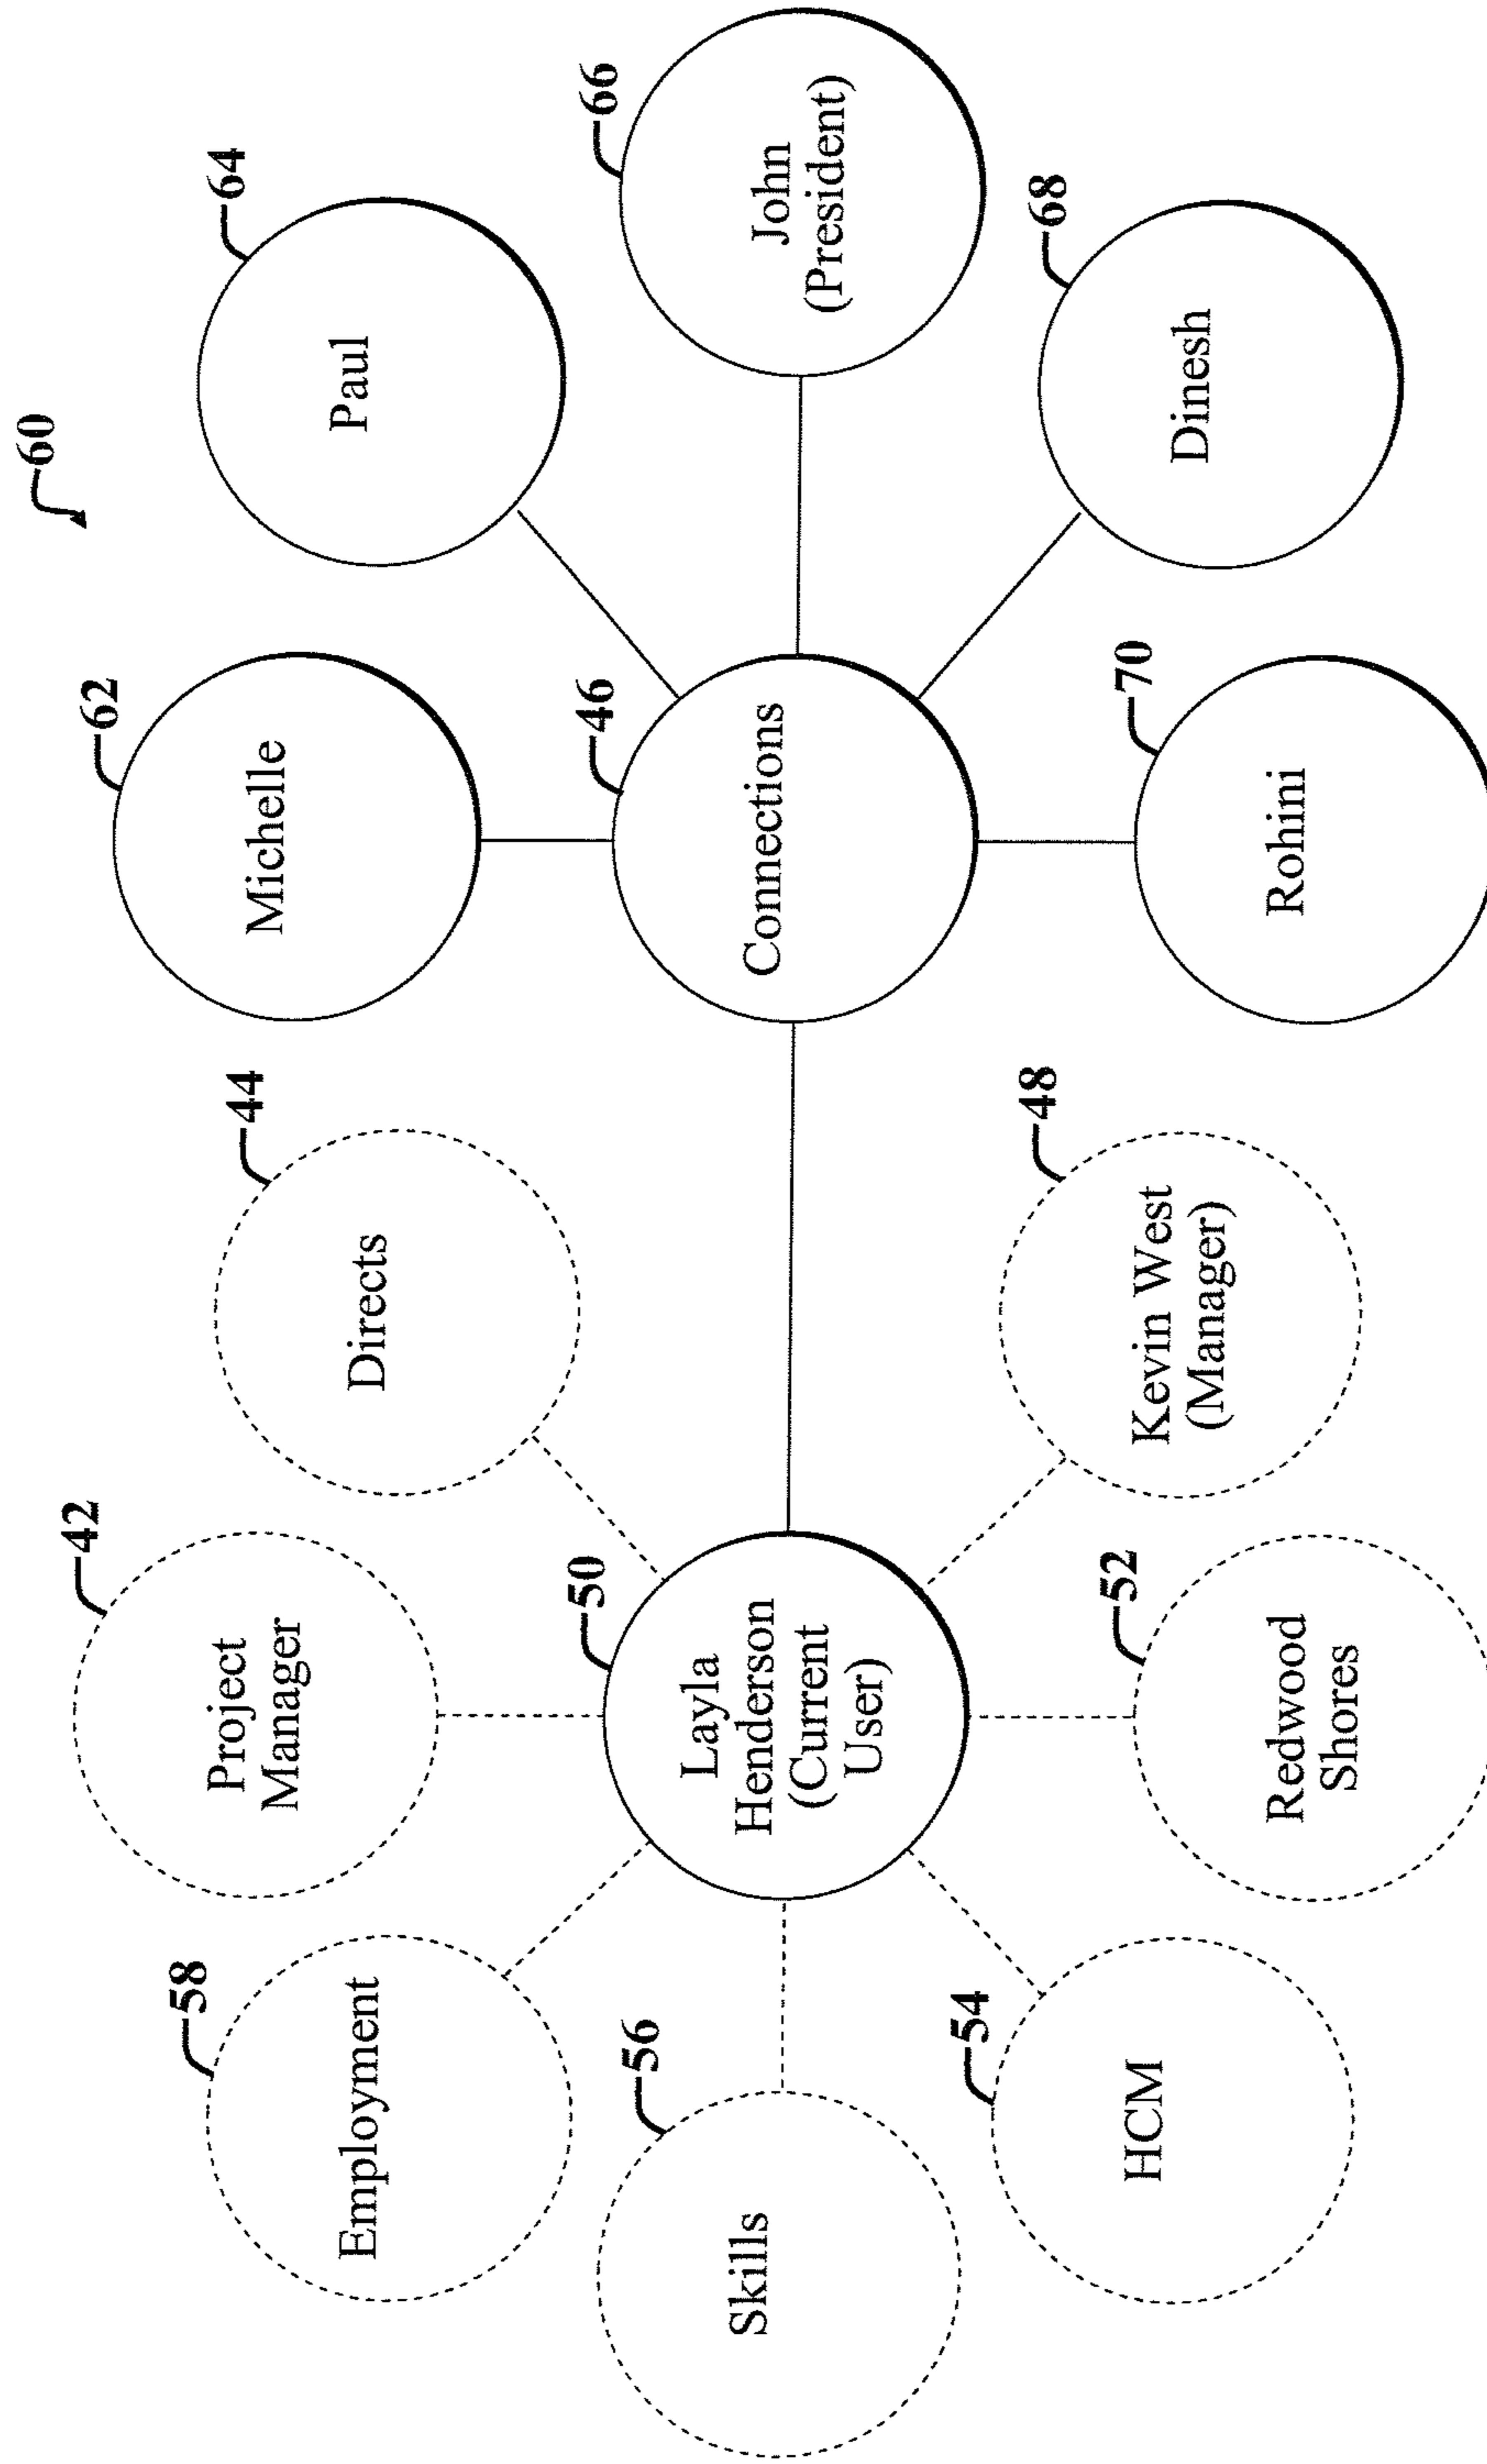 60
62
Michelle
64
Paul
66
John
(President)
68
Dinesh
70
Rohini
46
Connections
44
Directs
48
Kevin West
(Manager)
42
Project
Manager
50
Layla
Henderson
(Current
User)
52
Redwood
Shores
58
Employment
56
Skills
54
HCM